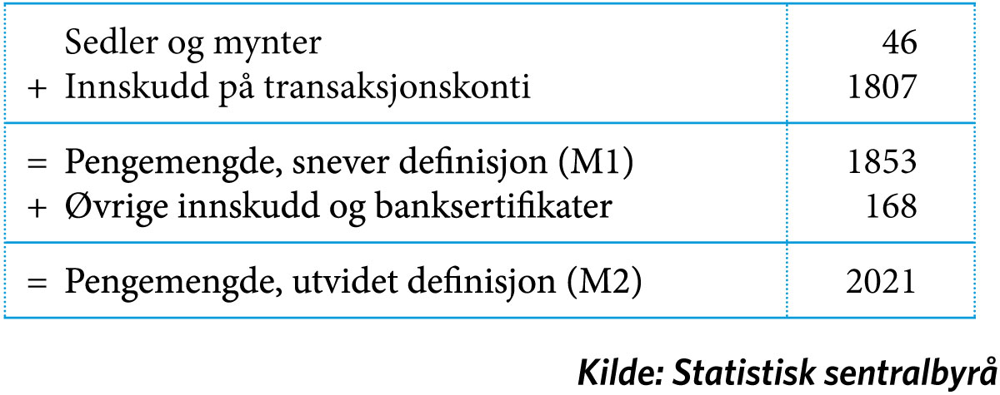 Sedler og mynter 46
+ Innskudd på transaksjonskonti 1807
= Pengemengde, snever definisjon (M1) 1853
+ Øvrige innskudd og banksertifikater 168
= Pengemengde, utvidet definisjon (M2) 2021
Kilde: Statistisk sentralbyrå